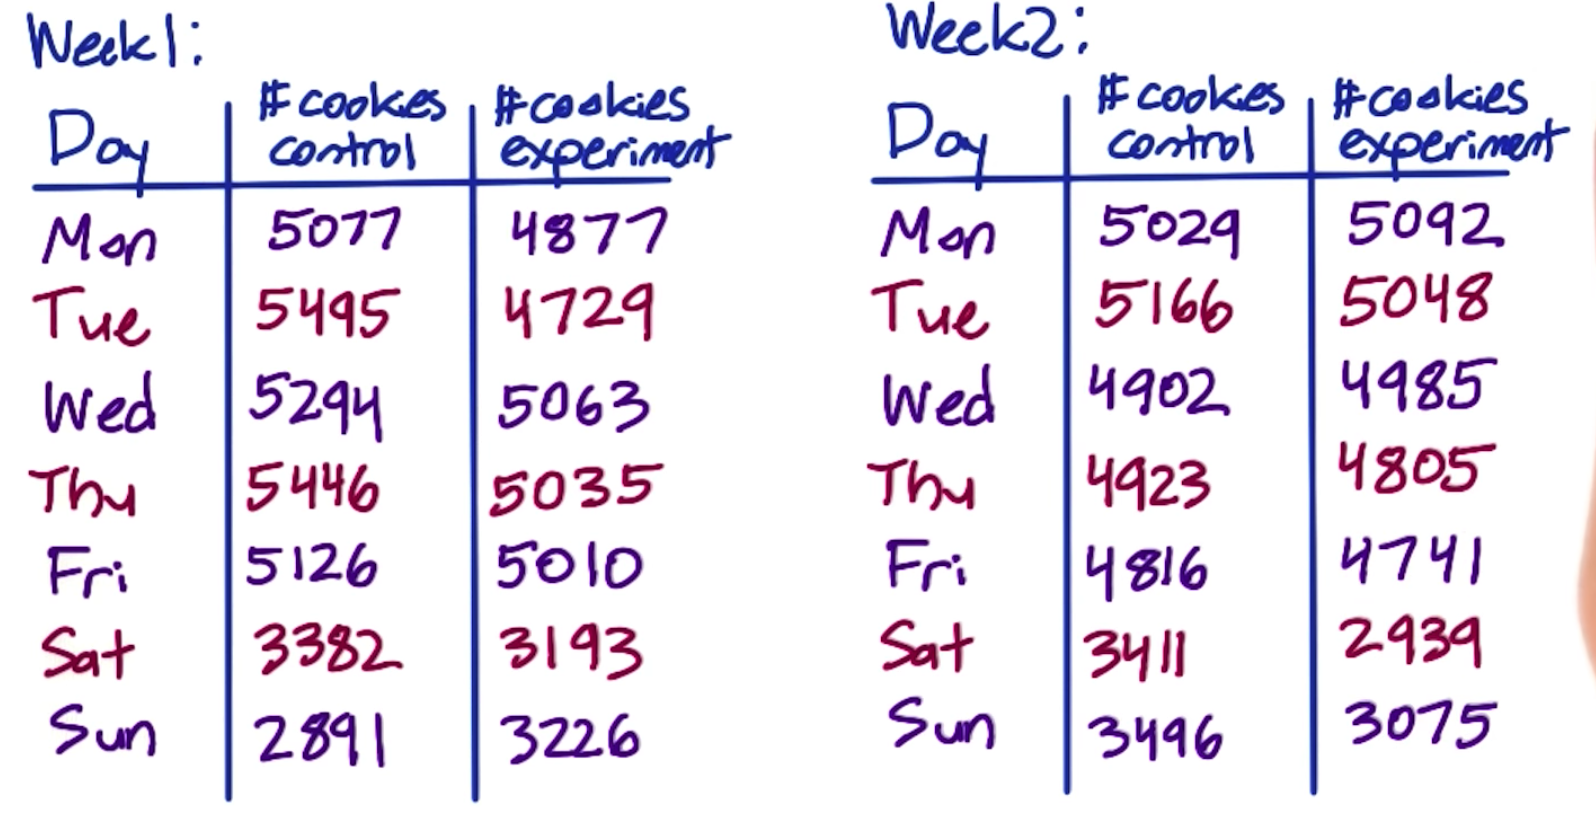 Week1:
Day #cookies control #cookies experiment
Mon 5077 4877
Tue 5495 4729
Wed 5294 5063
Thu 5446 5035
Fri 5126 5010
Sat 3382 3193
Sun 2891 3226
Week2:
Day #cookies control #cookies experiment
Mon 5029 5092
Tue 5166 5048
Wed 4902 4985
Thu 4923 4805
Fri 4816 4741
Sat 3411 2939
Sun 3496 3075